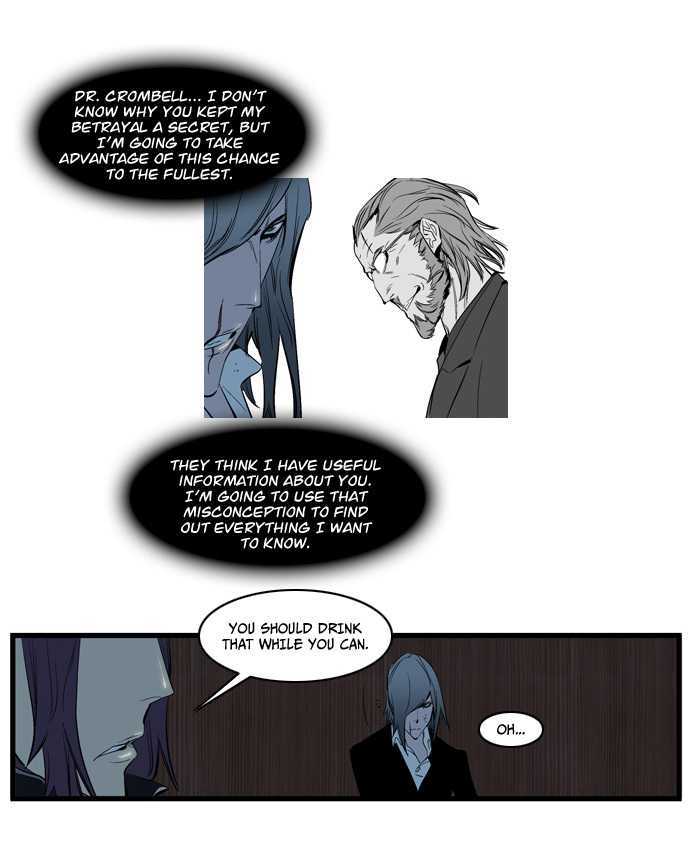 DR. CROMBELL... I DON'T
KNOW WHY YOU KEPT MY
BETRAYAL A SECRET, BUT
I'M GOING TO TAKE
ADVANTAGE OF THIS CHANCE
TO THE FULLEST.
THEY THINK I HAVE USEFUL
INFORMATION ABOUT YOU.
I'M GOING TO USE THAT
MISCONCEPTION TO FIND
OUT EVERYTHING I WANT
TO KNOW.
YOU SHOULD DRINK
THAT WHILE YOU CAN.
OH...